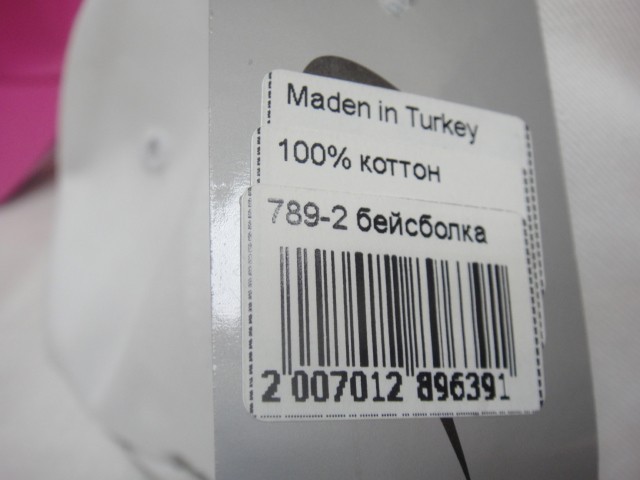 Maden in Turkey
100% коттон
789-2 бейсболка
2 007012 896391